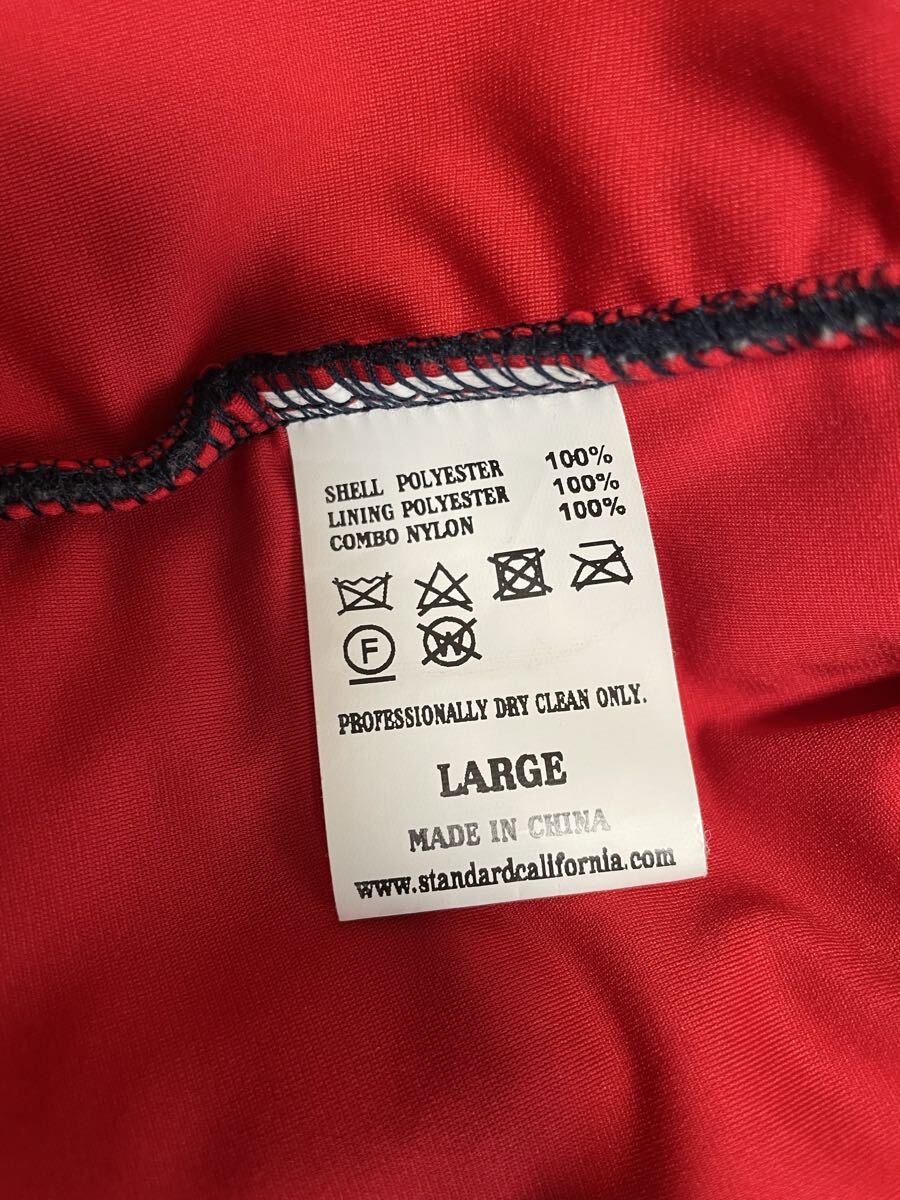 SHELL POLYESTER 100%
LINING POLYESTER 100%
COMBO NYLON 100%
F W
PROFESSIONALLY DRY CLEAN ONLY.
LARGE
MADE IN CHINA
www.standardcalifornia.com